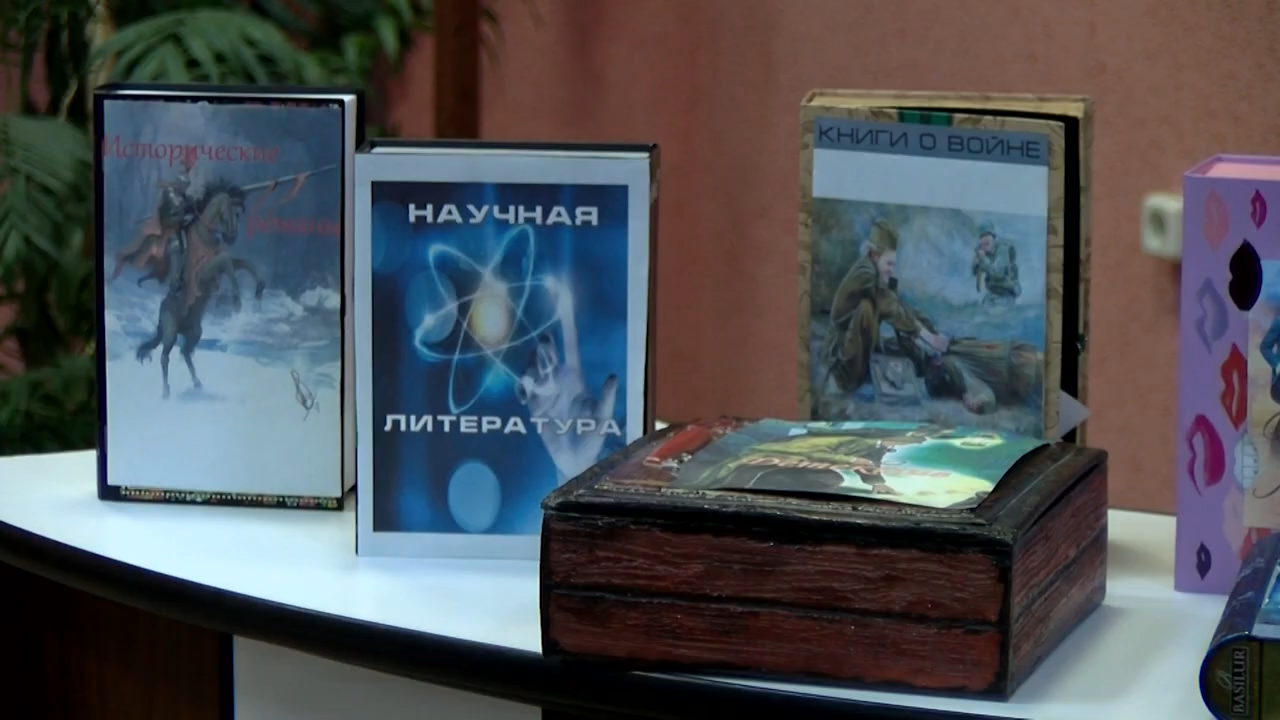 Исторические
романы
НАУЧНАЯ
ЛИТЕРАТУРА
КНИГИ О ВОЙНЕ
BASILUR